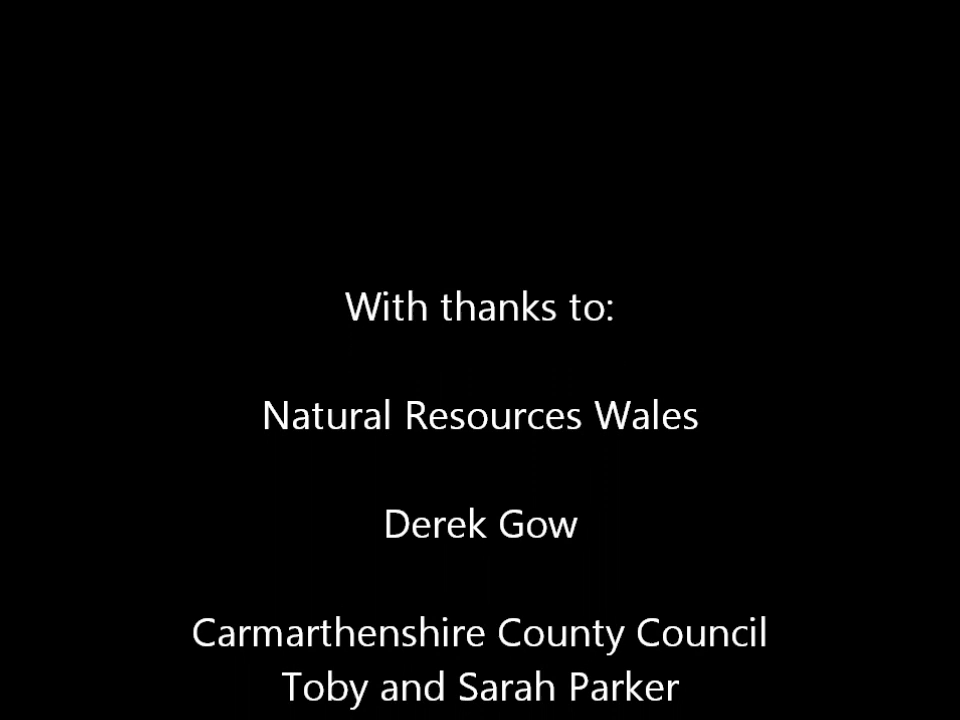 With thanks to:
Natural Resources Wales
Derek Gow
Carmarthenshire County Council
Toby and Sarah Parker